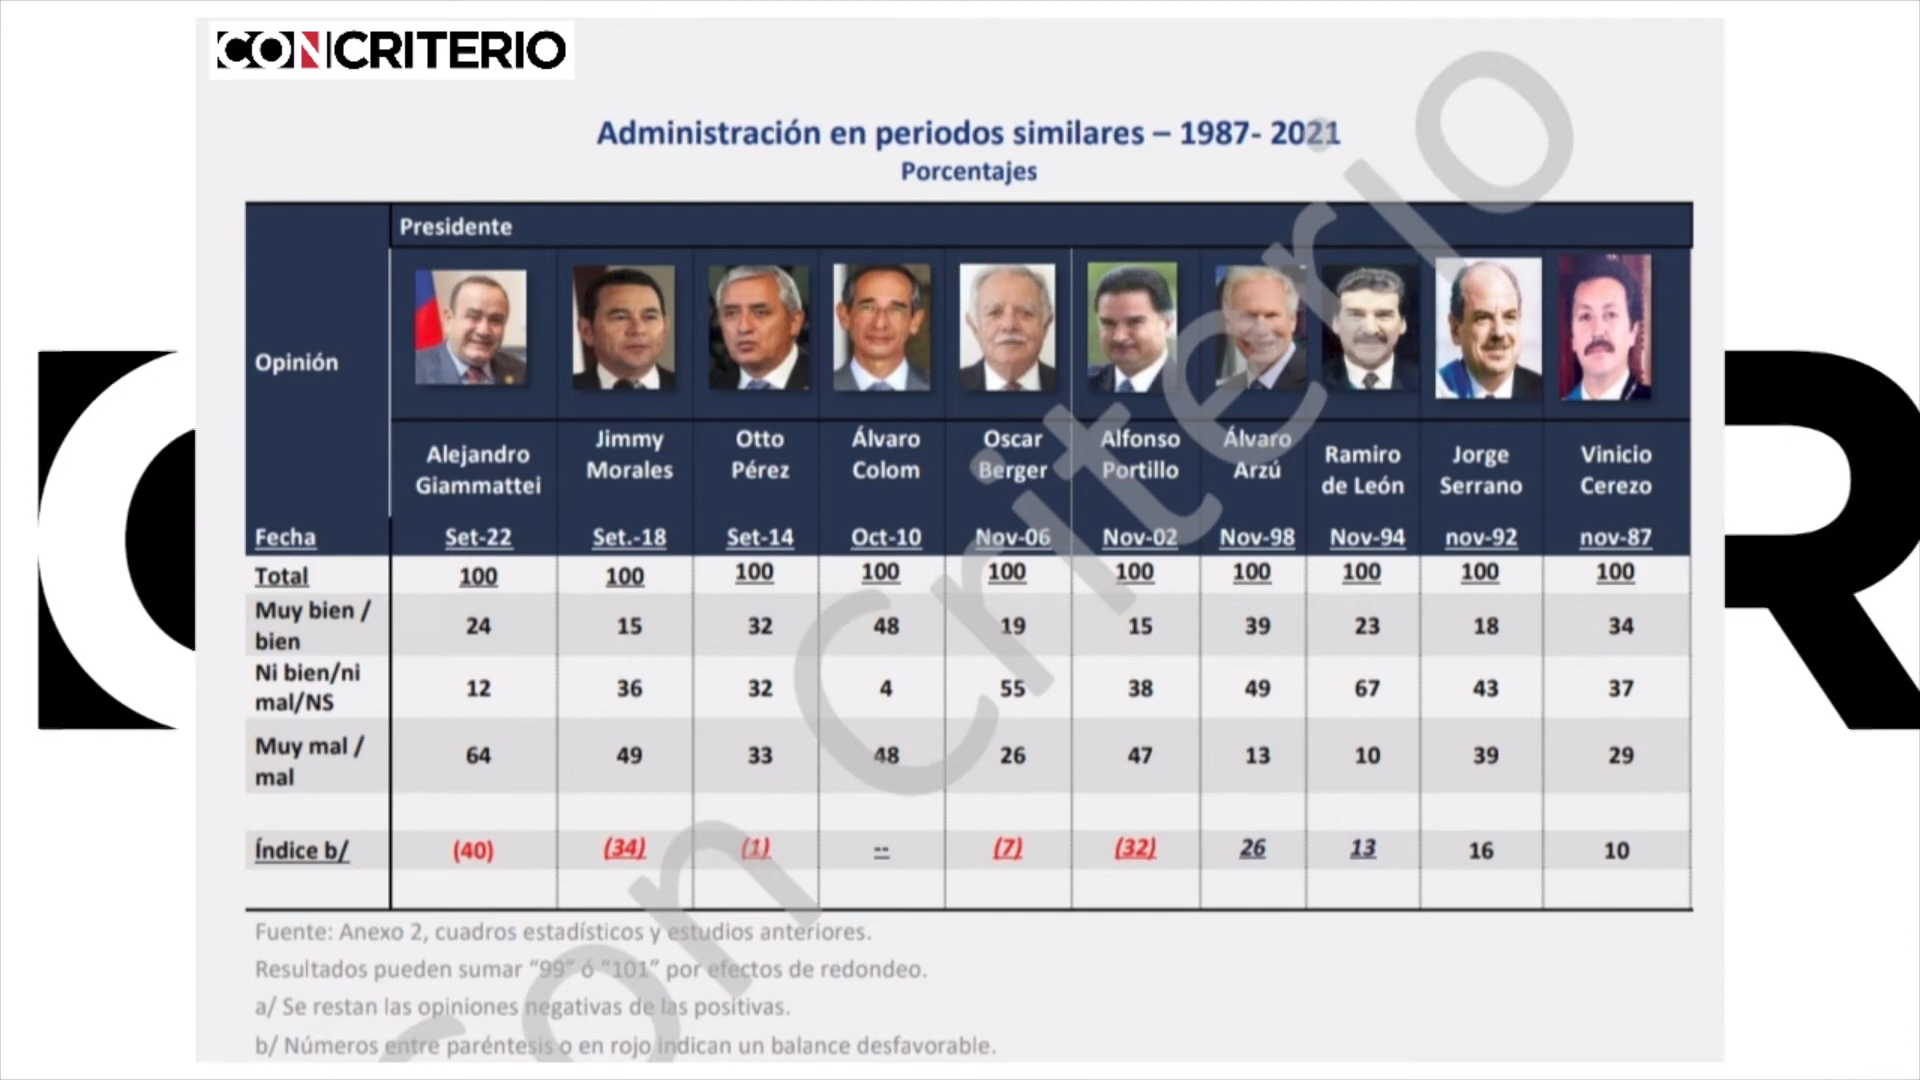 CON CRITERIO
Administración en periodos similares – 1987- 2021
Porcentajes
Presidente
Opinión
Alejandro Giammattei
Jimmy Morales
Otto Pérez
Álvaro Colom
Oscar Berger
Alfonso Portillo
Álvaro Arzú
Ramiro de León
Jorge Serrano
Vinicio Cerezo
Fecha Set-22 Set.-18 Set-14 Oct-10 Nov-06 Nov-02 Nov-98 Nov-94 nov-92 nov-87
Total 100 100 100 100 100 100 100 100 100 100
Muy bien / bien 24 15 32 48 19 15 39 23 18 34
Ni bien/ni mal/NS 12 36 32 4 55 38 49 67 43 37
Muy mal / mal 64 49 33 48 26 47 13 10 39 29
Índice b/ (40) (34) (1) -- (7) (32) 26 13 16 10
Fuente: Anexo 2, cuadros estadísticos y estudios anteriores.
Resultados pueden sumar “99” ó “101” por efectos de redondeo.
a/ Se restan las opiniones negativas de las positivas.
b/ Números entre paréntesis o en rojo indican un balance desfavorable.
Con Criterio